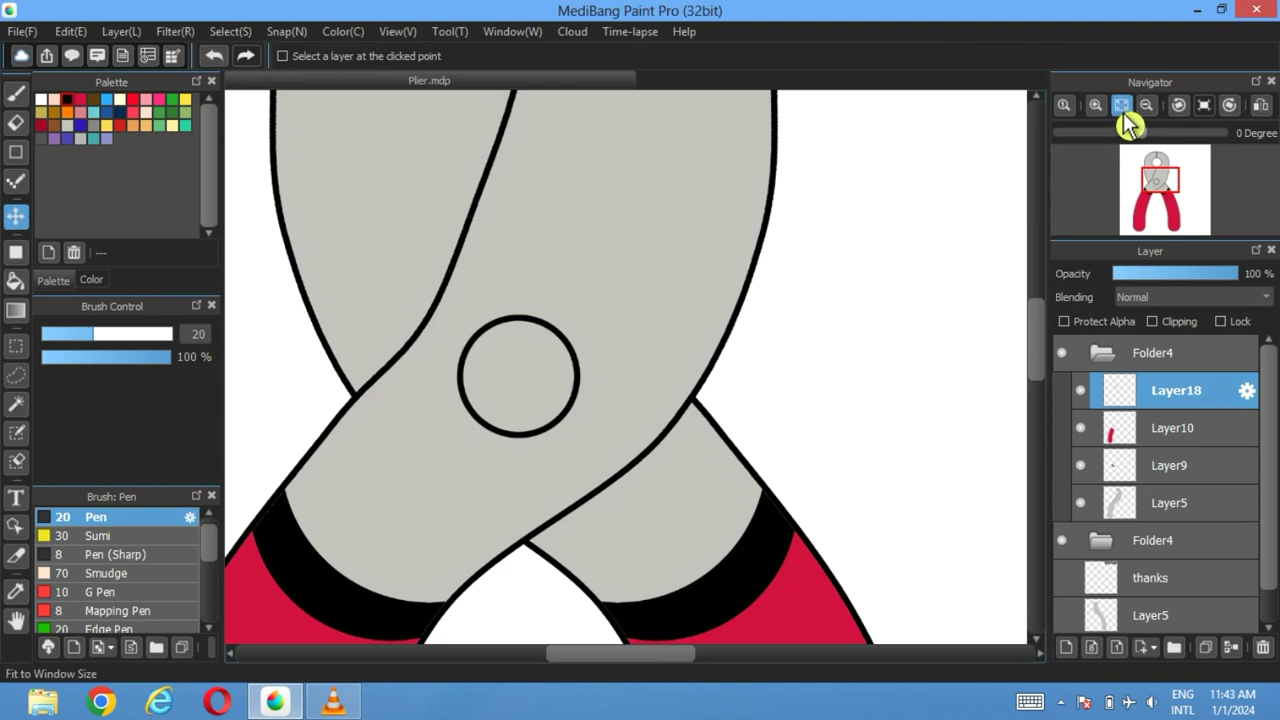 MediBang Paint Pro (32bit)
File(F) Edit(E) Layer(L) Filter(R) Select(S) Snap(N) Color(C) View(V) Tool(T) Window(W) Cloud Time-lapse Help
Select a layer at the clicked point
Palette
Plier.mdp
Navigator
0 Degree
---
Palette Color
Brush Control
20
100 %
Brush: Pen
20 Pen
30 Sumi
8 Pen (Sharp)
70 Smudge
10 G Pen
8 Mapping Pen
20 Edge Pen
Layer
Opacity 100 %
Blending Normal
Protect Alpha Clipping Lock
Folder4
Layer18
Layer10
Layer9
Layer5
Folder4
thanks
Layer5
Fit to Window Size
ENG 11:43 AM
INTL 1/1/2024